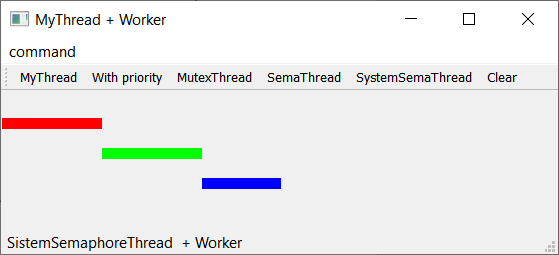 MyThread + Worker
command
MyThread With priority MutexThread SemaThread SystemSemaThread Clear
SistemSemaphoreThread + Worker